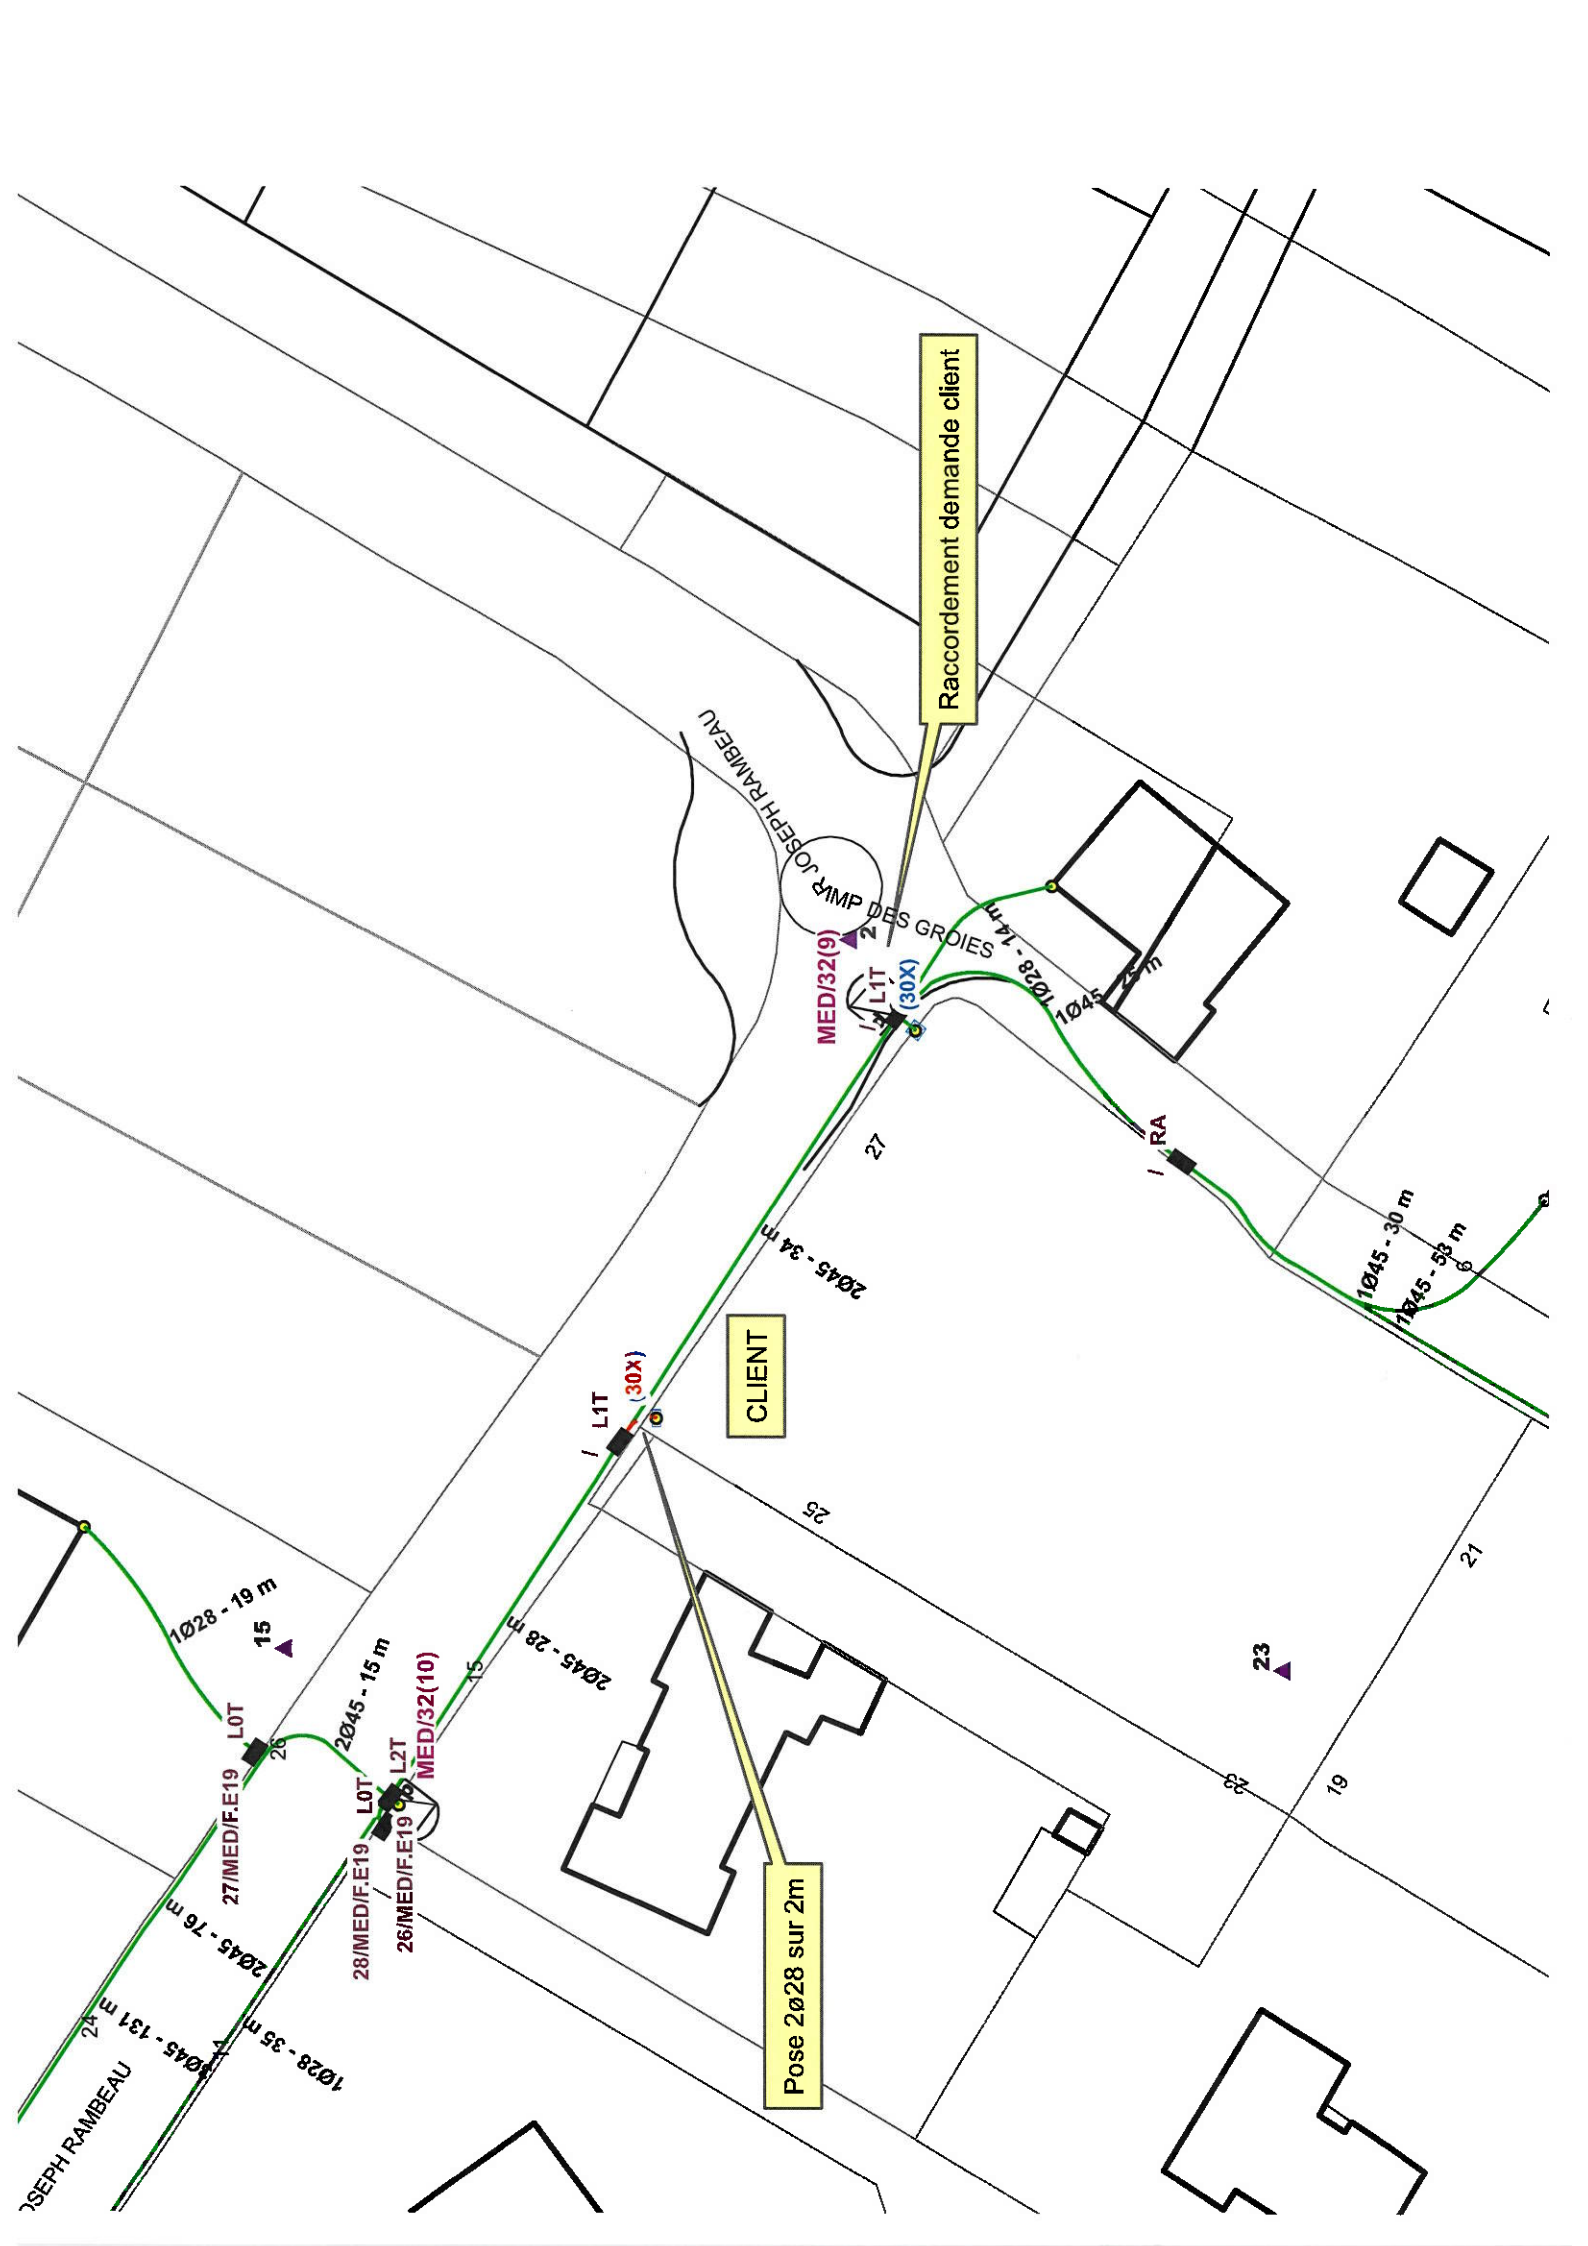 Raccordement demande client
JOSEPH RAMBEAU
IMP DES GROIES
MED/32(9)
2
L1T
(30X)
/
1Ø28 - 14 m
1Ø45 - 25 m
27
RA
/
2Ø45 - 34 m
1Ø45 - 30 m
1Ø45 - 53 m
9
CLIENT
L1T
(30X)
/
25
21
1Ø28 - 19 m
15
2Ø45 - 28 m
15
23
2Ø45 - 15 m
MED/32(10)
L0T
26
L2T
L0T
27/MED/F.E19
28/MED/F.E19
26/MED/F.E19
23
19
Pose 2ø28 sur 2m
2Ø45 - 76 m
24
3Ø45 - 131 m
1Ø28 - 35 m
OSEPH RAMBEAU